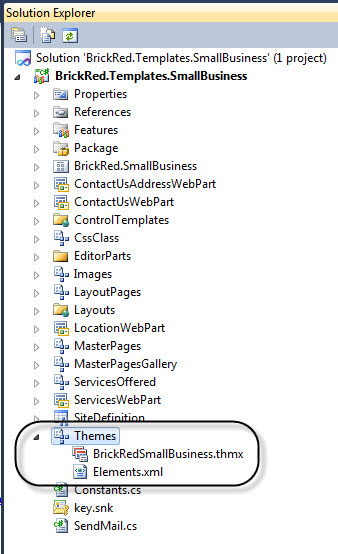 Solution Explorer
Solution 'BrickRed.Templates.SmallBusiness' (1 project)
BrickRed.Templates.SmallBusiness
Properties
References
Features
Package
BrickRed.SmallBusiness
ContactUsAddressWebPart
ContactUsWebPart
ControlTemplates
CssClass
EditorParts
Images
LayoutPages
Layouts
LocationWebPart
MasterPages
MasterPagesGallery
ServicesOffered
ServicesWebPart
SiteDefinition
Themes
BrickRedSmallBusiness.thmx
Elements.xml
Constants.cs
key.snk
SendMail.cs